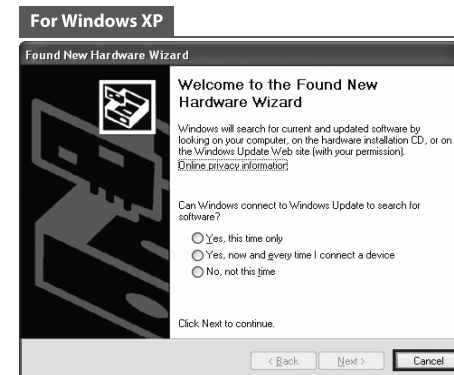 For Windows XP
Found New Hardware Wizard
Welcome to the Found New
Hardware Wizard
Windows will search for current and updated software by
looking on your computer, on the hardware installation CD, or on
the Windows Update Web site (with your permission).
Online privacy information
Can Windows connect to Windows Update to search for
software?
Yes, this time only
Yes, now and every time I connect a device
No, not this time
Click Next to continue.
< Back Next > Cancel